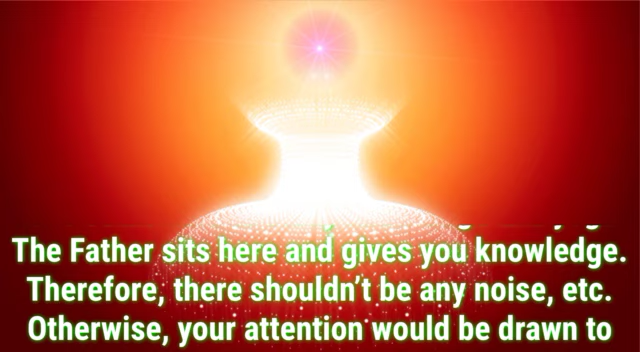 The Father sits here and gives you knowledge.
Therefore, there shouldn't be any noise, etc.
Otherwise, your attention would be drawn to